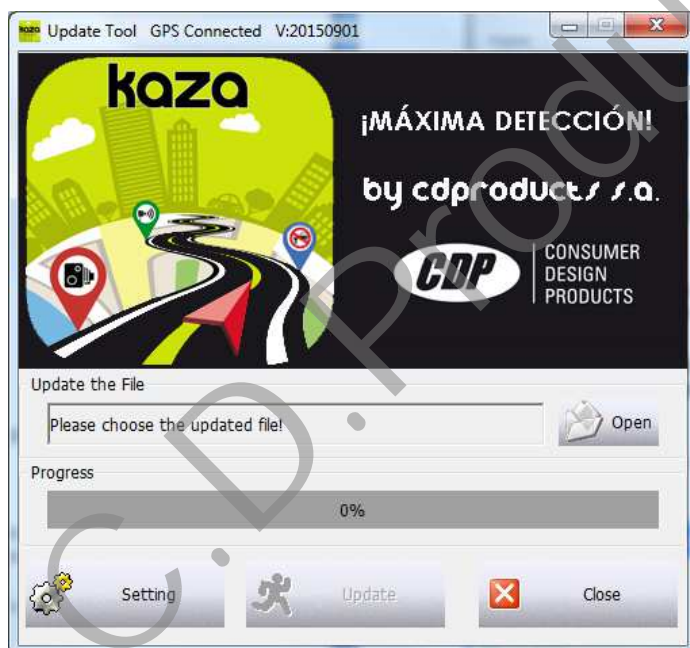 kaza Update Tool GPS Connected V:20150901
kaza
¡MÁXIMA DETECCIÓN!
by cdproducts s.a.
CDP
CONSUMER
DESIGN
PRODUCTS
Update the File
Please choose the updated file!
Open
Progress
0%
Setting
Update
Close